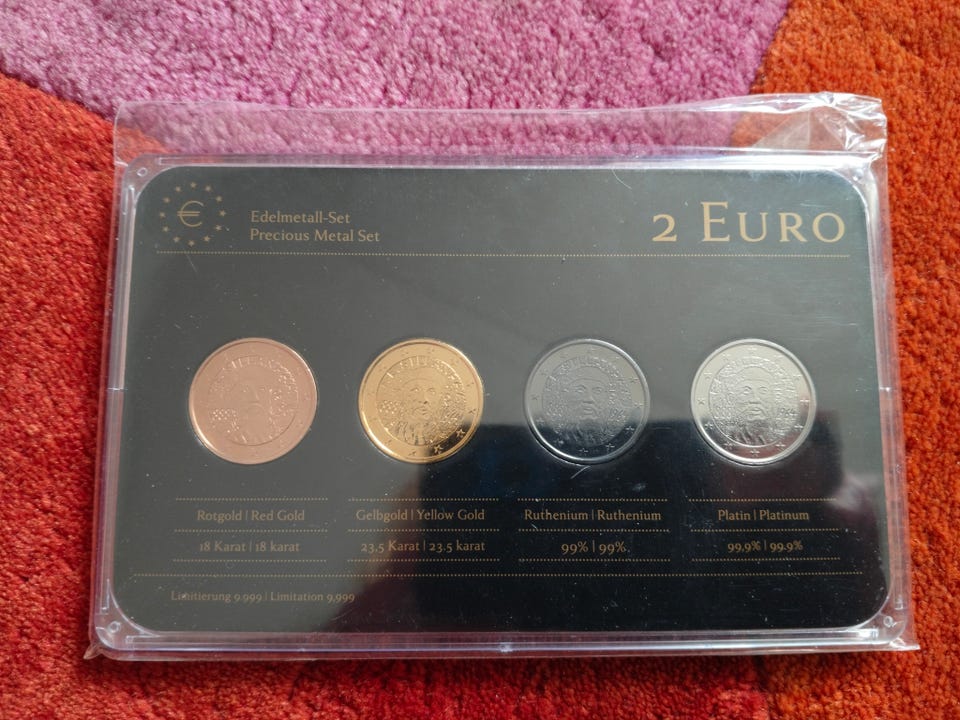 €
Edelmetall-Set
Precious Metal Set
2 Euro
Rotgold | Red Gold
18 Karat | 18 karat
Gelbgold | Yellow Gold
23,5 Karat | 23.5 karat
Ruthenium | Ruthenium
99% | 99%
Platin | Platinum
99,9% | 99.9%
Limitierung 9.999 | Limitation 9,999